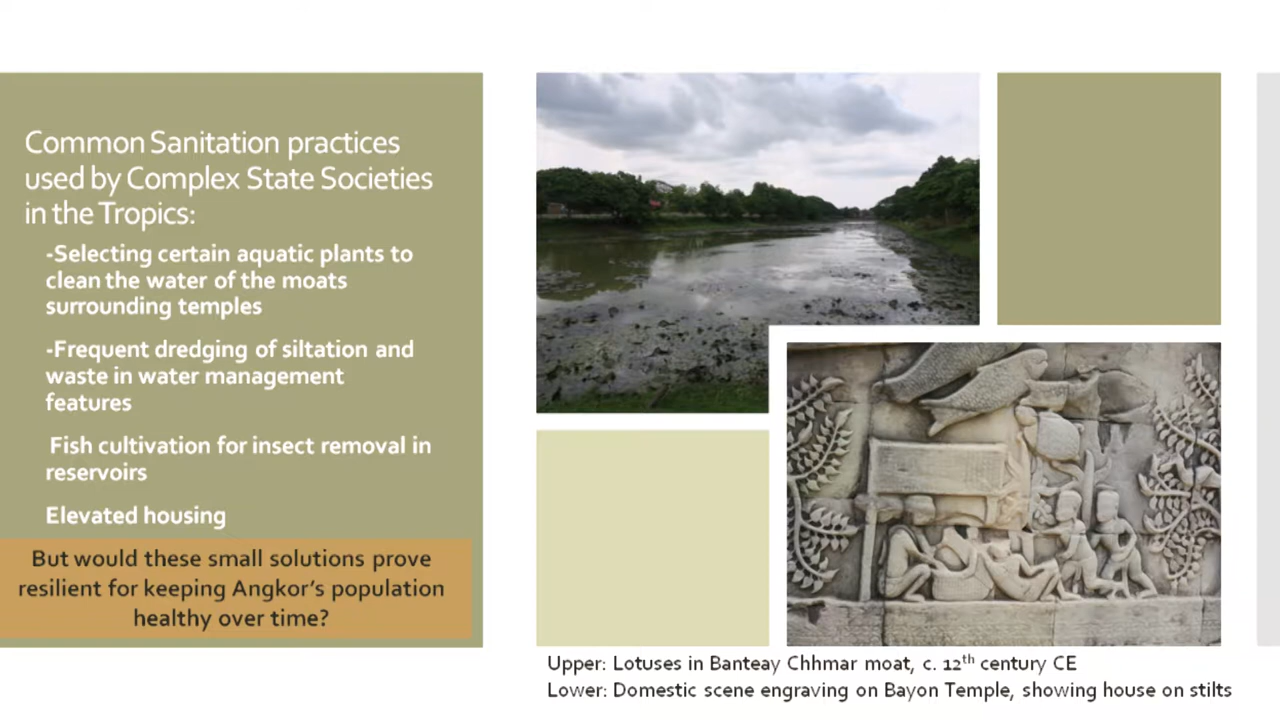 Common Sanitation practices
used by Complex State Societies
in the Tropics:
-Selecting certain aquatic plants to
clean the water of the moats
surrounding temples
-Frequent dredging of siltation and
waste in water management
features
Fish cultivation for insect removal in
reservoirs
Elevated housing
But would these small solutions prove
resilient for keeping Angkor's population
healthy over time?
Upper: Lotuses in Banteay Chhmar moat, c. 12th century CE
Lower: Domestic scene engraving on Bayon Temple, showing house on stilts